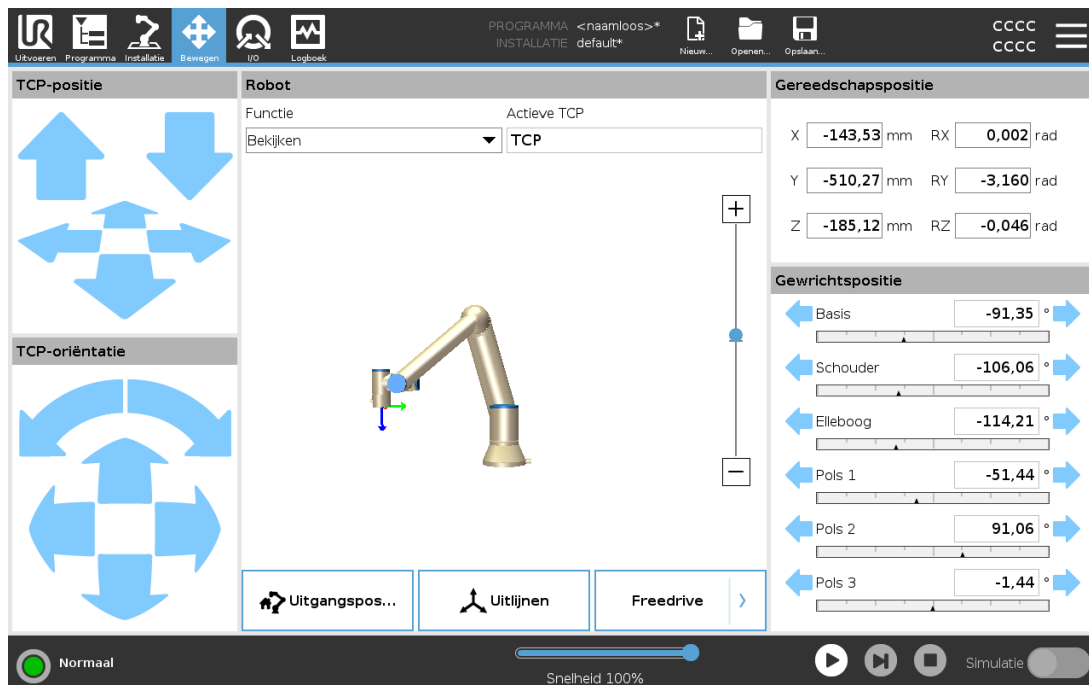 UR
PROGRAMMA <naamloos>*
INSTALLATIE default*
CCCC
CCCC
Uitvoeren Programma Installatie Bewegen I/O Logboek Nieuw... Openen... Opslaan...
TCP-positie
Robot
Gereedschapspositie
Functie Actieve TCP
Bekijken TCP
X -143,53 mm RX 0,002 rad
Y -510,27 mm RY -3,160 rad
Z -185,12 mm RZ -0,046 rad
Gewrichtspositie
Basis -91,35 °
Schouder -106,06 °
TCP-oriëntatie
Elleboog -114,21 °
Pols 1 -51,44 °
Pols 2 91,06 °
Pols 3 -1,44 °
Uitgangspos... Uitlijnen Freedrive
Normaal
Snelheid 100%
Simulatie